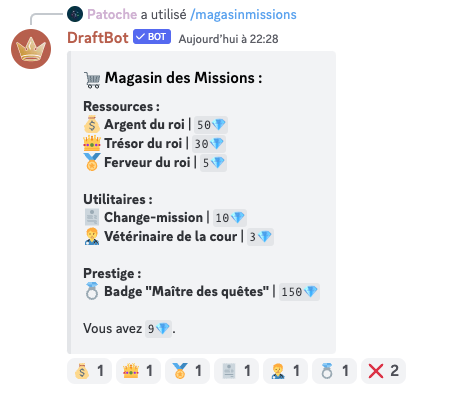 Patoche a utilisé /magasinmissions
DraftBot ✓ BOT Aujourd'hui à 22:28
🛒 Magasin des Missions :
Ressources :
💰 Argent du roi | 50💎
👑 Trésor du roi | 30💎
🏅 Ferveur du roi | 5💎
Utilitaires :
📰 Change-mission | 10💎
🧑‍⚕️ Vétérinaire de la cour | 3💎
Prestige :
💍 Badge "Maître des quêtes" | 150💎
Vous avez 9💎.
💰 1 👑 1 🏅 1 📰 1 🧑‍⚕️ 1 💍 1 ❌ 2